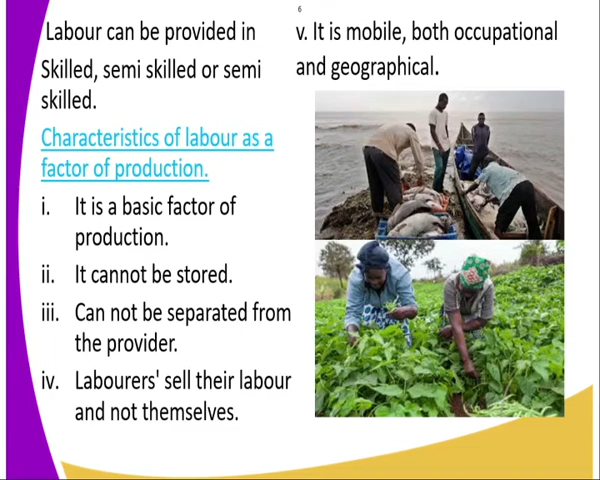 6
Labour can be provided in
Skilled, semi skilled or semi
skilled.
Characteristics of labour as a
factor of production.
i. It is a basic factor of
production.
ii. It cannot be stored.
iii. Can not be separated from
the provider.
iv. Labourers' sell their labour
and not themselves.
v. It is mobile, both occupational
and geographical.